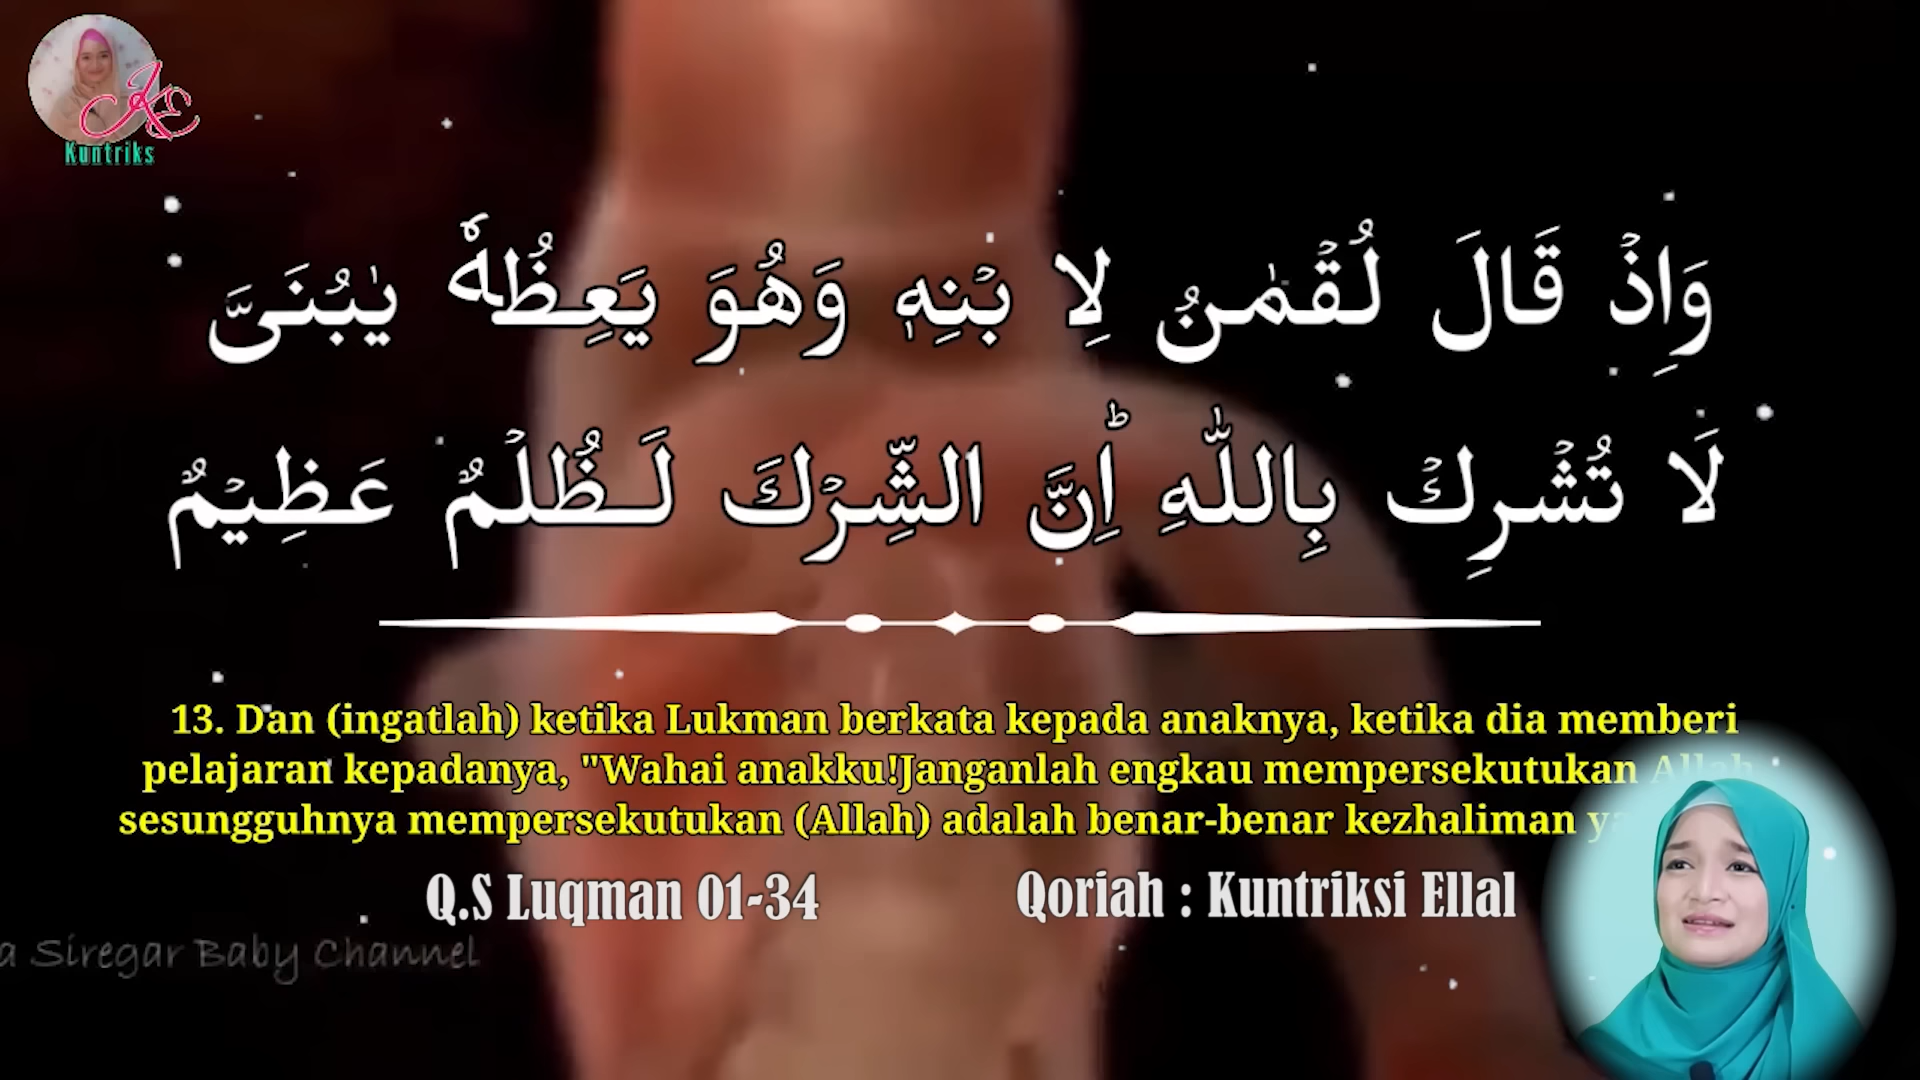 Kuntriks
وَاِذْ قَالَ لُقْمٰنُ لِا بْنِهٖ وَهُوَ يَعِظُهٗ يٰبُنَيَّ
لَا تُشْرِكْ بِاللّٰهِ ۗ اِنَّ الشِّرْكَ لَـظُلْمٌ عَظِيْمٌ
13. Dan (ingatlah) ketika Lukman berkata kepada anaknya, ketika dia memberi
pelajaran kepadanya, "Wahai anakku!Janganlah engkau mempersekutukan Allah
sesungguhnya mempersekutukan (Allah) adalah benar-benar kezhaliman
Q.S Luqman 01-34
Qoriah : Kuntriksi Ellal
a Siregar Baby Channel